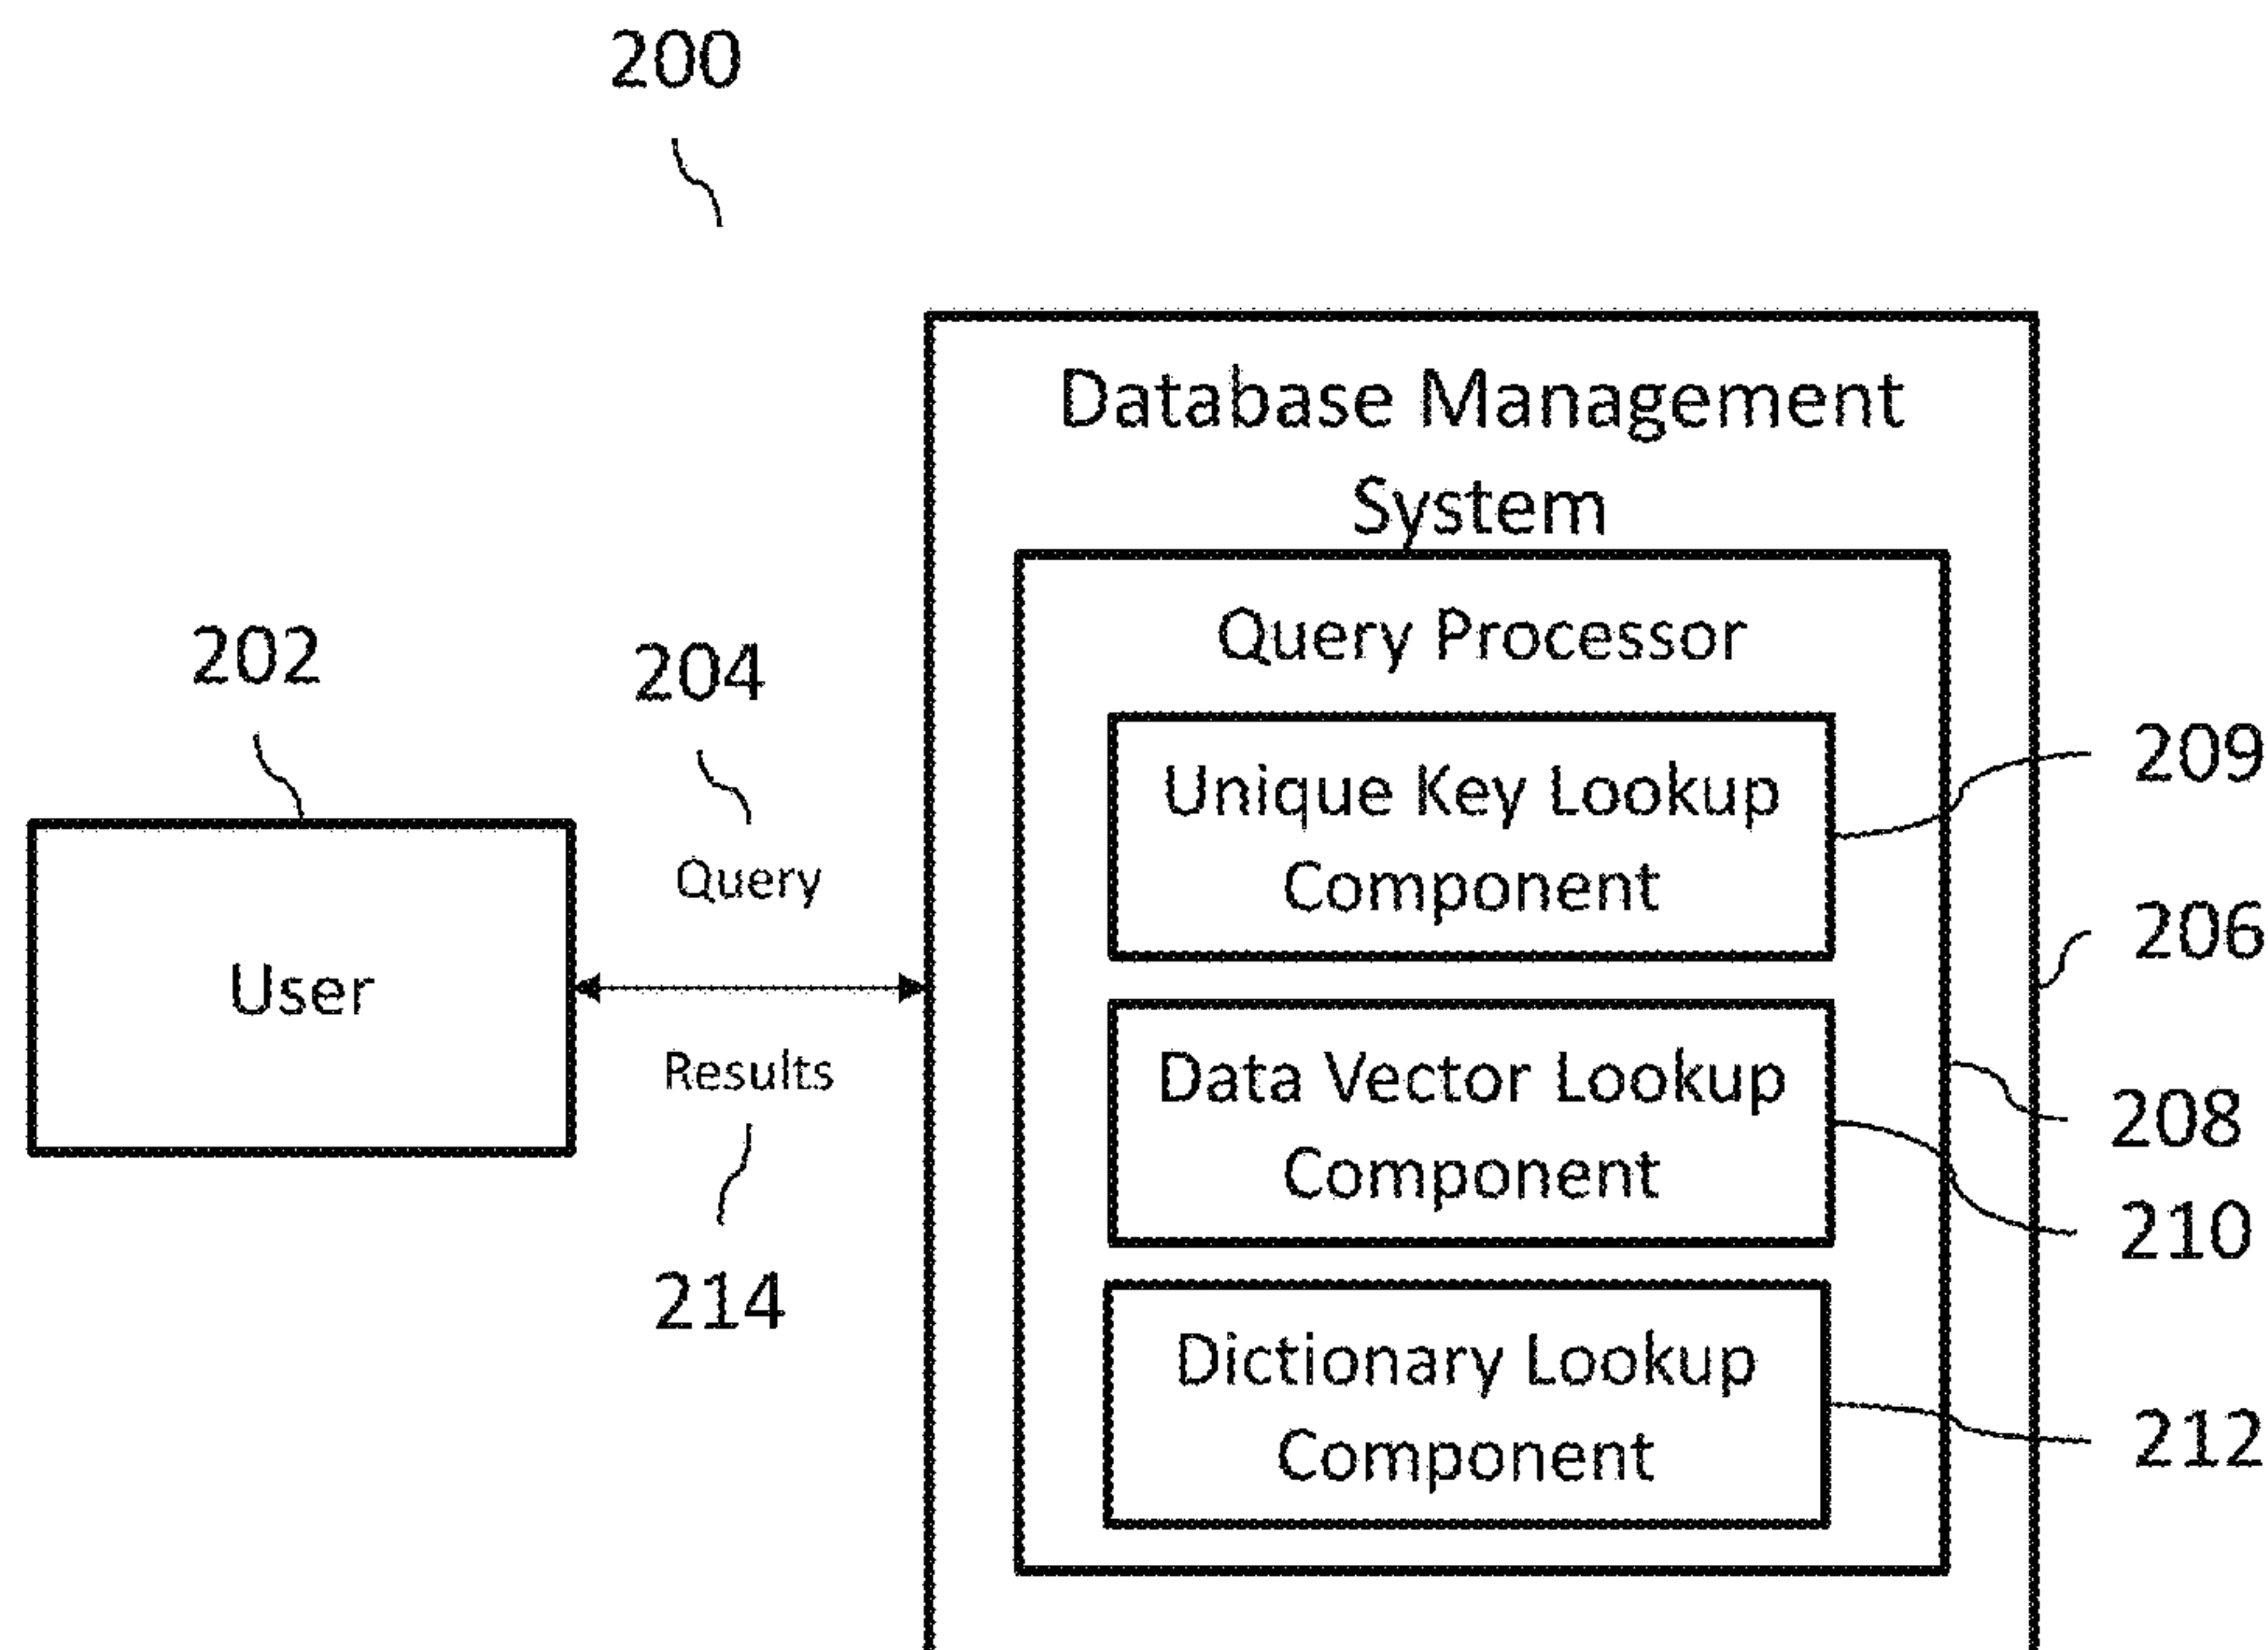 200
Database Management
System
Query Processor
202
204
Unique Key Lookup
Component
209
Query
206
User
Results
Data Vector Lookup
Component
208
210
214
Dictionary Lookup
Component
212